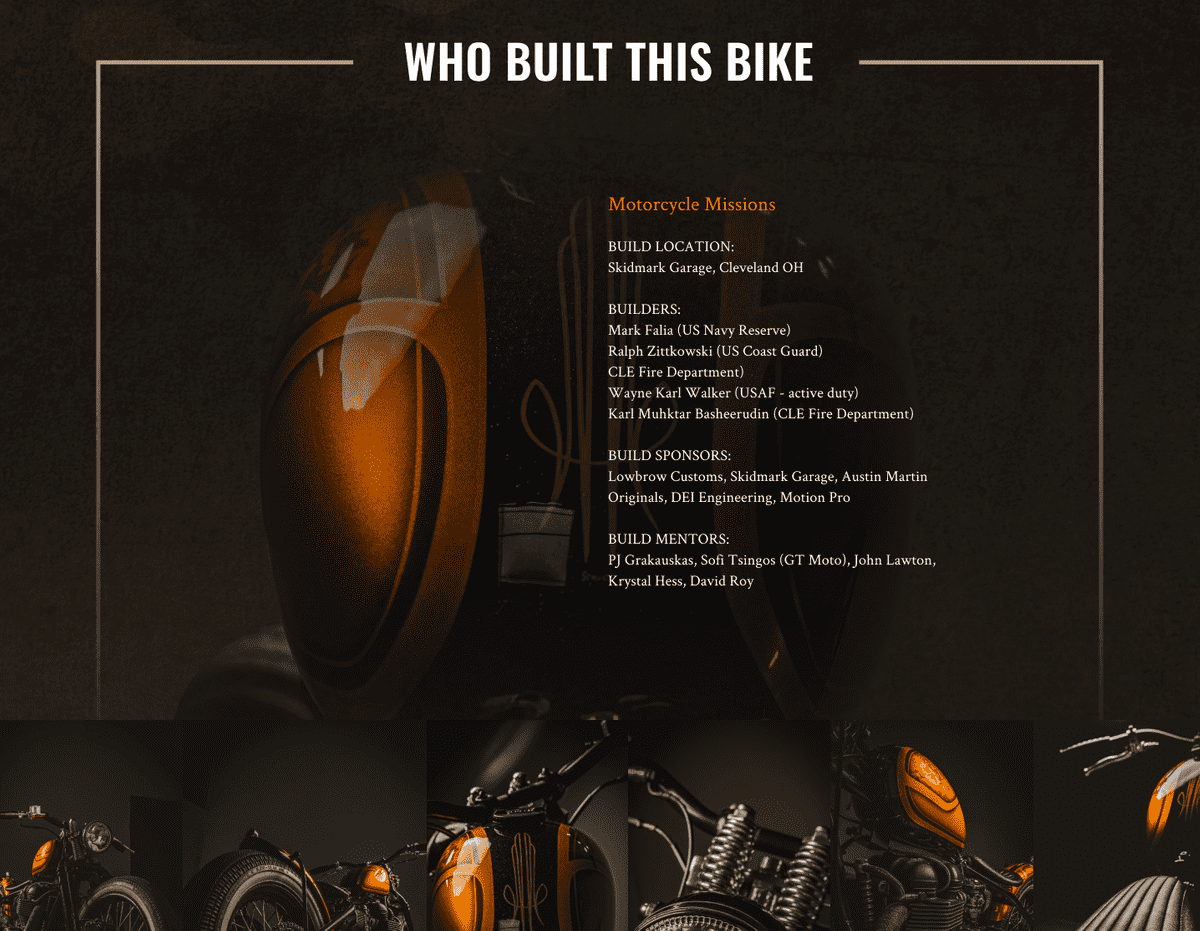 WHO BUILT THIS BIKE
Motorcycle Missions
BUILD LOCATION:
Skidmark Garage, Cleveland OH
BUILDERS:
Mark Falia (US Navy Reserve)
Ralph Zittkowski (US Coast Guard)
CLE Fire Department)
Wayne Karl Walker (USAF - active duty)
Karl Muhktar Basheerudin (CLE Fire Department)
BUILD SPONSORS:
Lowbrow Customs, Skidmark Garage, Austin Martin
Originals, DEI Engineering, Motion Pro
BUILD MENTORS:
PJ Grakauskas, Sofi Tsingos (GT Moto), John Lawton,
Krystal Hess, David Roy